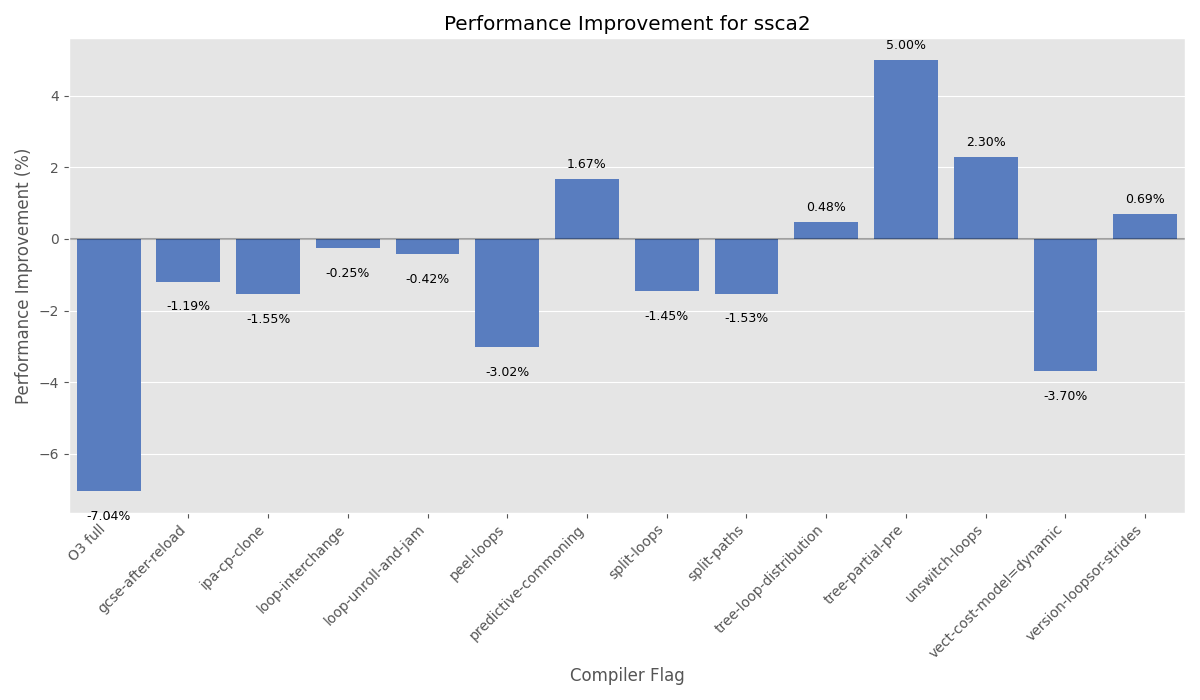 Performance Improvement for ssca2
Performance Improvement (%)
4
2
0
−2
−4
−6
-7.04%
-1.19%
-1.55%
-0.25%
-0.42%
-3.02%
1.67%
-1.45%
-1.53%
0.48%
5.00%
2.30%
-3.70%
0.69%
O3 full
gcse-after-reload
ipa-cp-clone
loop-interchange
loop-unroll-and-jam
peel-loops
predictive-commoning
split-loops
split-paths
tree-loop-distribution
tree-partial-pre
unswitch-loops
vect-cost-model=dynamic
version-loopsor-strides
Compiler Flag